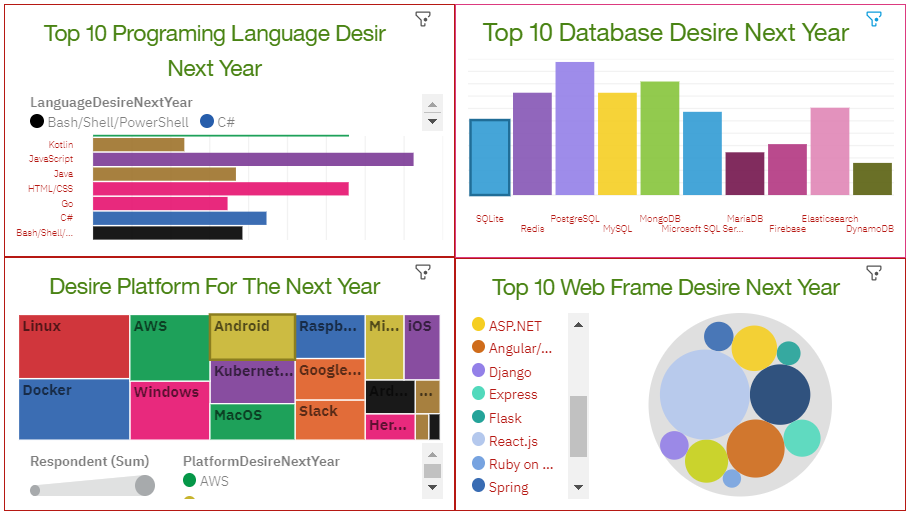 Top 10 Programing Language Desir
Next Year
LanguageDesireNextYear
Bash/Shell/PowerShell
C#
Kotlin
JavaScript
Java
HTML/CSS
Go
C#
Bash/Shell/...
Top 10 Database Desire Next Year
SQLite
PostgreSQL
MongoDB
MariaDB
Elasticsearch
Redis
MySQL
Microsoft SQL Ser...
Firebase
DynamoDB
Desire Platform For The Next Year
Linux
AWS
Android
Raspb...
Mi...
iOS
Kubernet...
Google...
Docker
Windows
Ard...
...
MacOS
Slack
Her...
Respondent (Sum)
PlatformDesireNextYear
AWS
Top 10 Web Frame Desire Next Year
ASP.NET
Angular/...
Django
Express
Flask
React.js
Ruby on ...
Spring